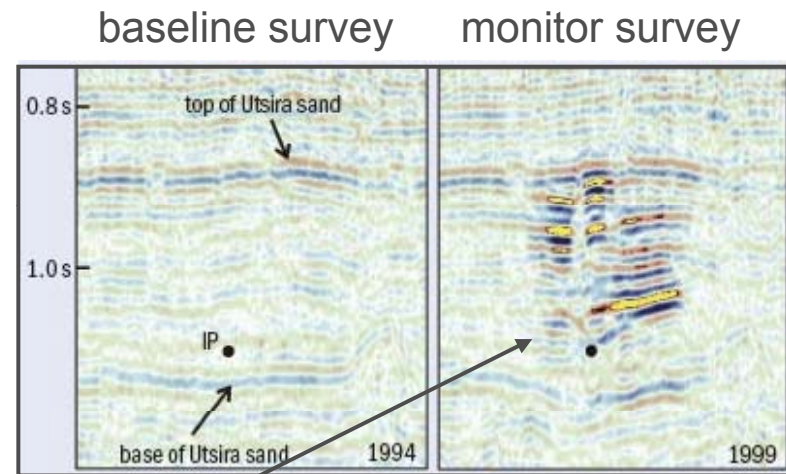 baseline survey monitor survey
0.8 s
top of Utsira sand
1.0 s
IP
base of Utsira sand 1994 1999